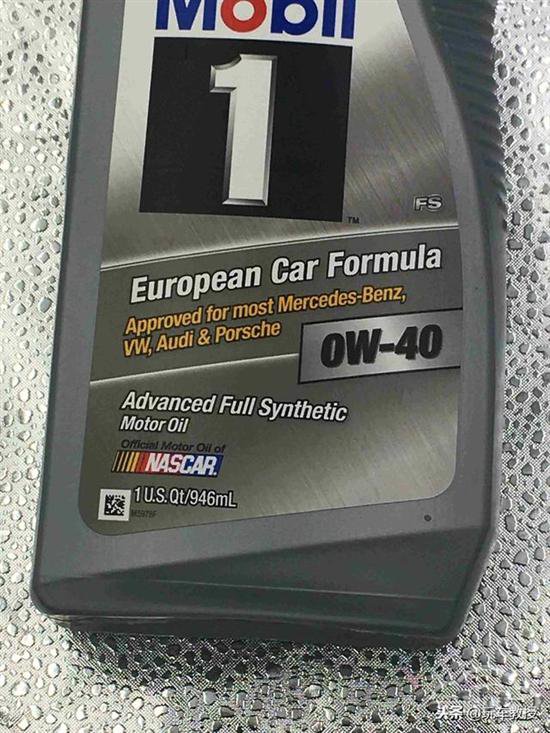 Mobil
1
TM
FS
European Car Formula
Approved for most Mercedes-Benz,
VW, Audi & Porsche
0W-40
Advanced Full Synthetic
Motor Oil
Official Motor Oil of
NASCAR.
1 U.S. Qt/946mL